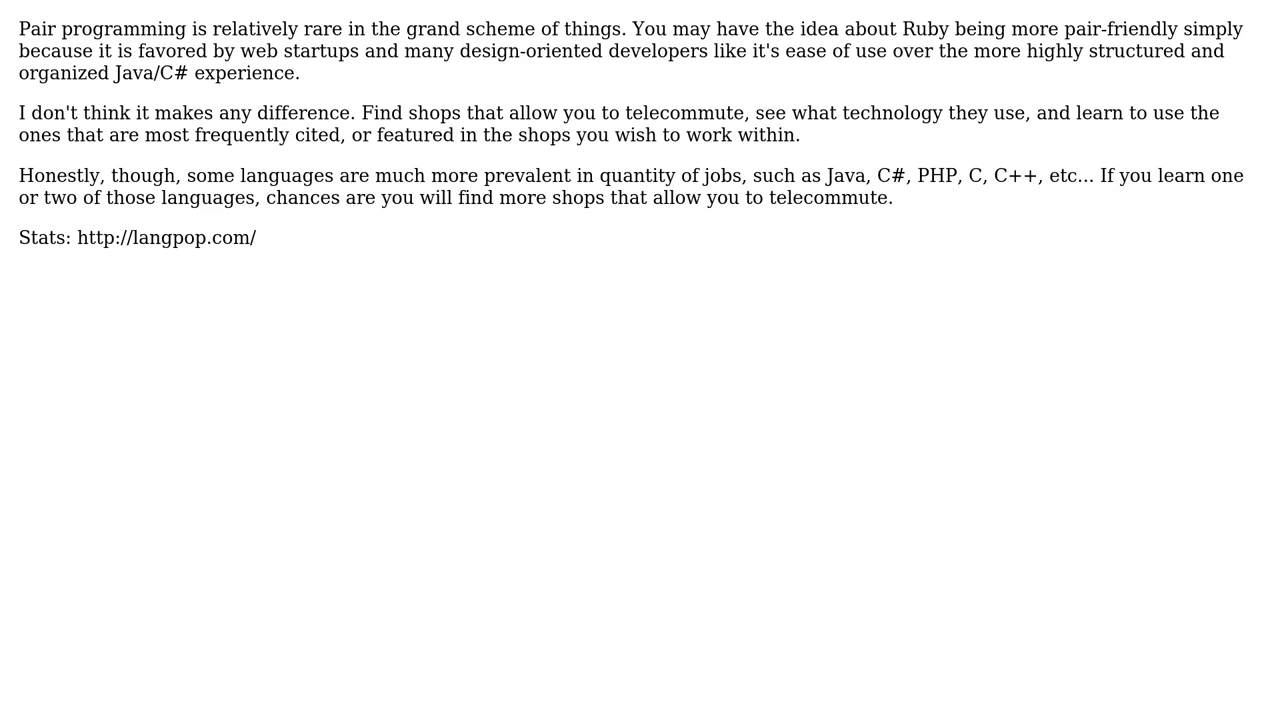 Pair programming is relatively rare in the grand scheme of things. You may have the idea about Ruby being more pair-friendly simply
because it is favored by web startups and many design-oriented developers like it's ease of use over the more highly structured and
organized Java/C# experience.
I don't think it makes any difference. Find shops that allow you to telecommute, see what technology they use, and learn to use the
ones that are most frequently cited, or featured in the shops you wish to work within.
Honestly, though, some languages are much more prevalent in quantity of jobs, such as Java, C#, PHP, C, C++, etc... If you learn one
or two of those languages, chances are you will find more shops that allow you to telecommute.
Stats: http://langpop.com/